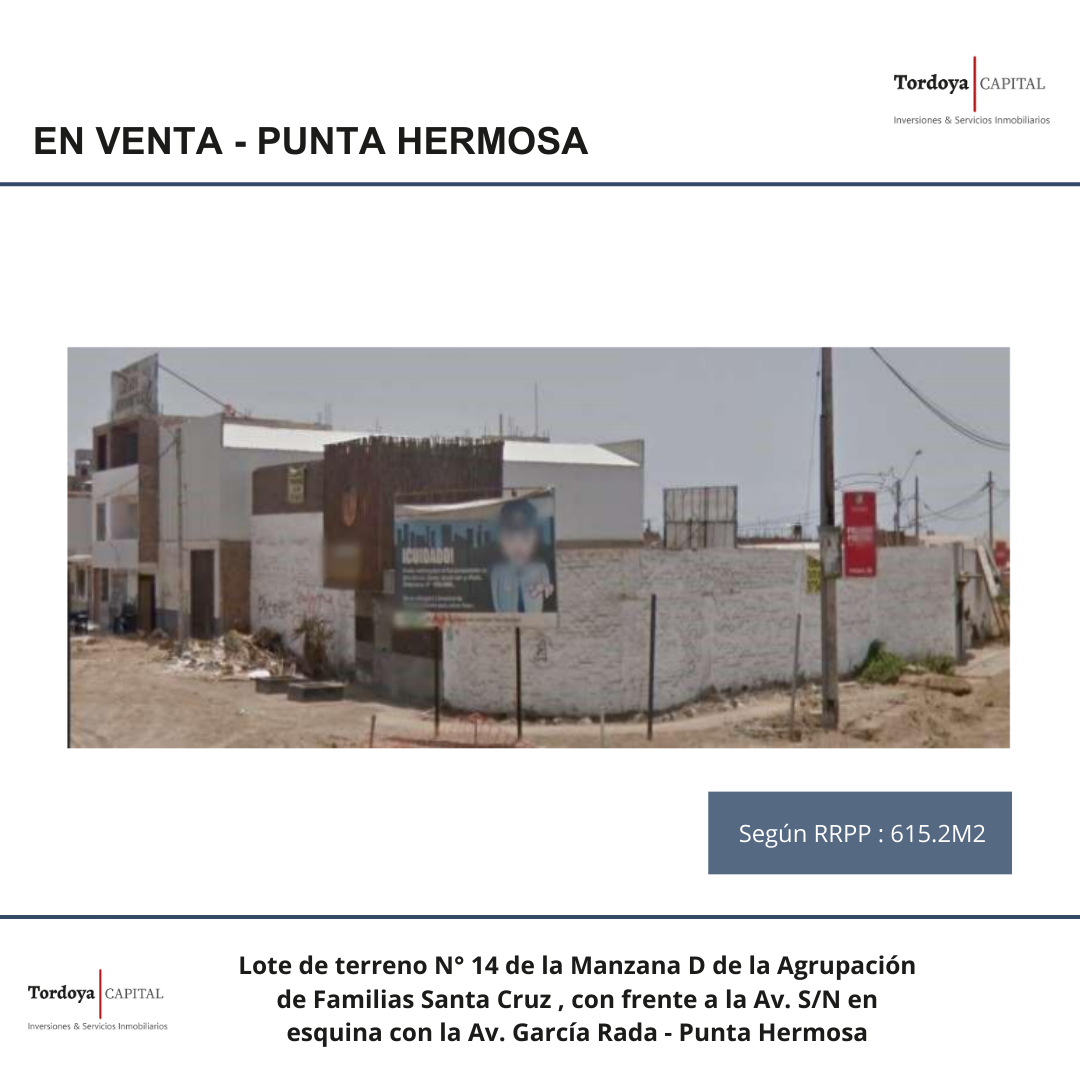 Tordoya CAPITAL
Inversiones & Servicios Inmobiliarios
EN VENTA - PUNTA HERMOSA
¡CUIDADO!
Según RRPP : 615.2M2
Lote de terreno N° 14 de la Manzana D de la Agrupación
de Familias Santa Cruz , con frente a la Av. S/N en
esquina con la Av. García Rada - Punta Hermosa
Tordoya CAPITAL
Inversiones & Servicios Inmobiliarios